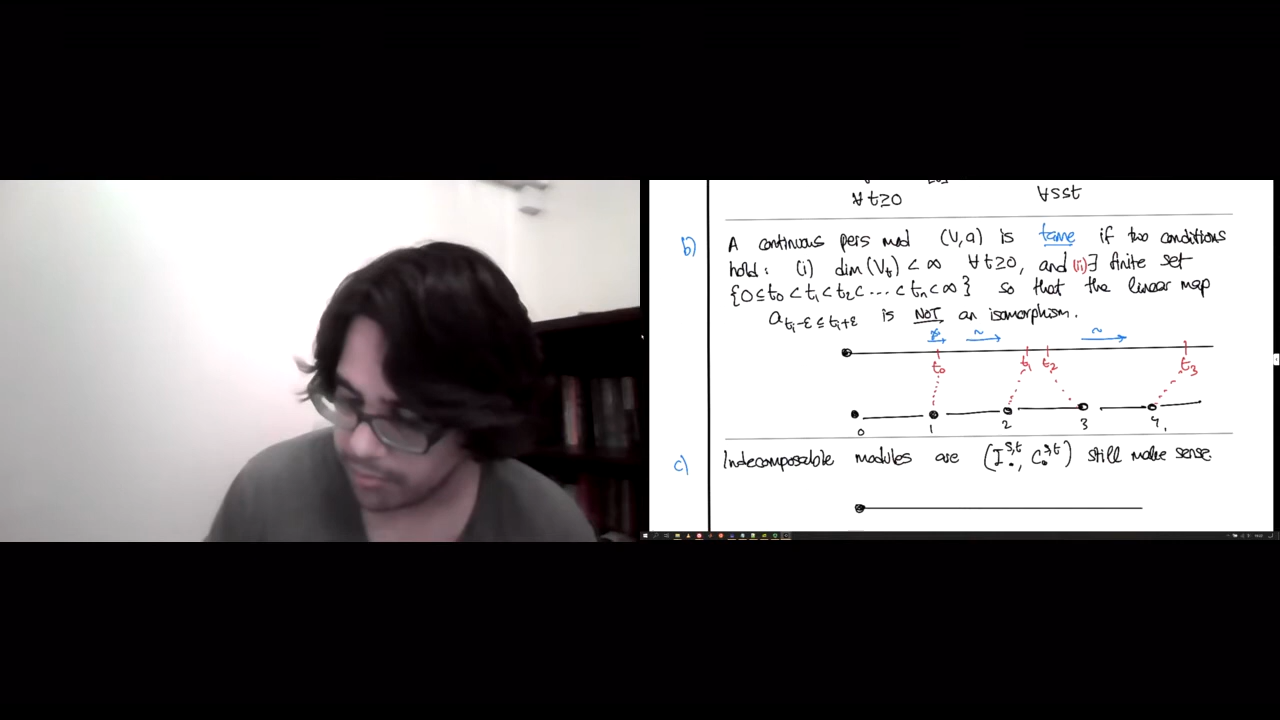 ∀ t≥0 ∀s≤t
b) A continuous pers mod (V,a) is tame if two conditions
hold: (i) dim(V_t) < ∞ ∀t≥0, and (ii) ∃ finite set
{0≤t_0 < t_1 < t_2 < ... < t_n < ∞} so that the linear map
a_{t_i-ε ≤ t_i+ε} is NOT an isomorphism.
~ ~
t_0 t_1 t_2 t_3
0 1 2 3 4
c) Indecomposable modules are (I_•^{s,t}, C_•^{s,t}) still make sense